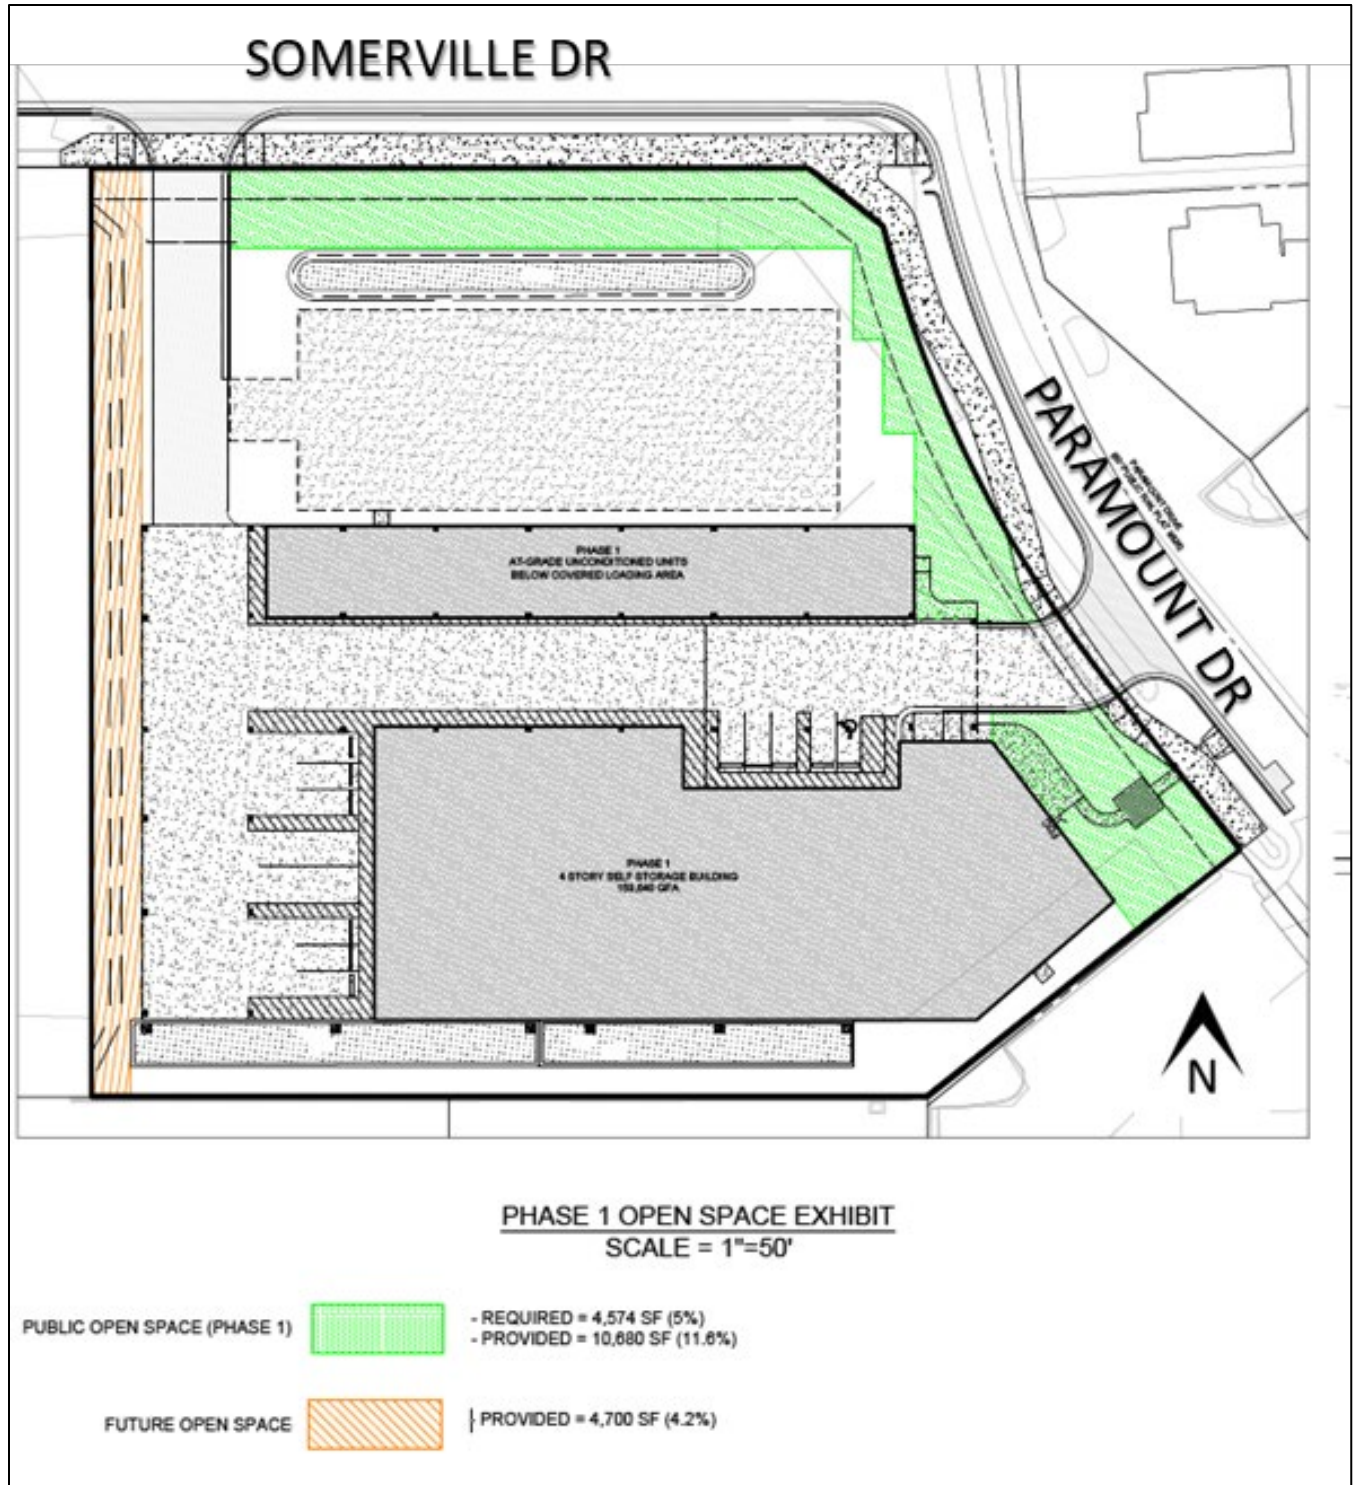 SOMERVILLE DR
PARAMOUNT DR
PHASE 1
AT-GRADE UNCONDITIONED UNITS
BELOW COVERED LOADING AREA
PHASE 1
4 STORY SELF STORAGE BUILDING
GFA
N
PHASE 1 OPEN SPACE EXHIBIT
SCALE = 1"=50'
PUBLIC OPEN SPACE (PHASE 1)
- REQUIRED = 4,574 SF (5%)
- PROVIDED = 10,680 SF (11.6%)
FUTURE OPEN SPACE
PROVIDED = 4,700 SF (4.2%)